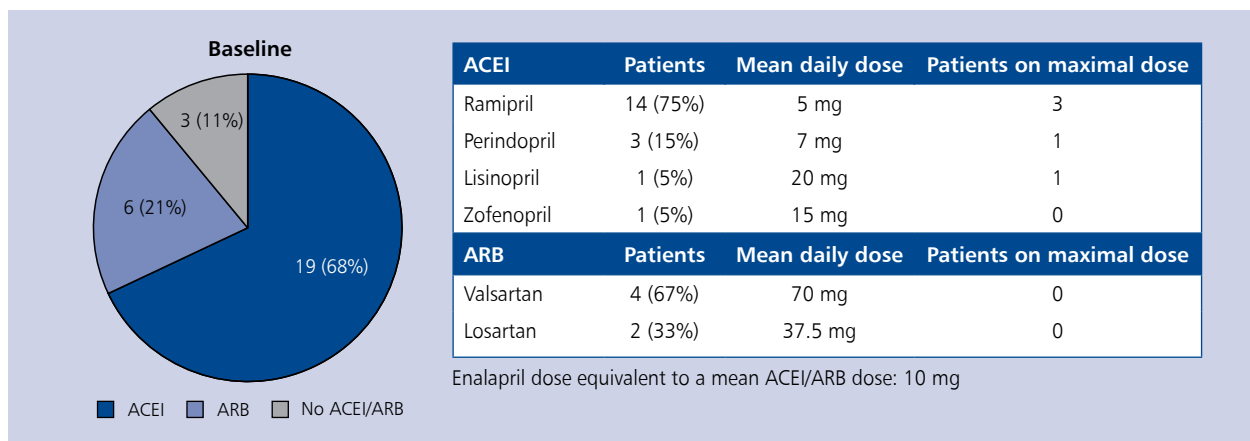 Baseline
3 (11%)
6 (21%)
19 (68%)
ACEI ARB No ACEI/ARB
ACEI Patients Mean daily dose Patients on maximal dose
Ramipril 14 (75%) 5 mg 3
Perindopril 3 (15%) 7 mg 1
Lisinopril 1 (5%) 20 mg 1
Zofenopril 1 (5%) 15 mg 0
ARB Patients Mean daily dose Patients on maximal dose
Valsartan 4 (67%) 70 mg 0
Losartan 2 (33%) 37.5 mg 0
Enalapril dose equivalent to a mean ACEI/ARB dose: 10 mg